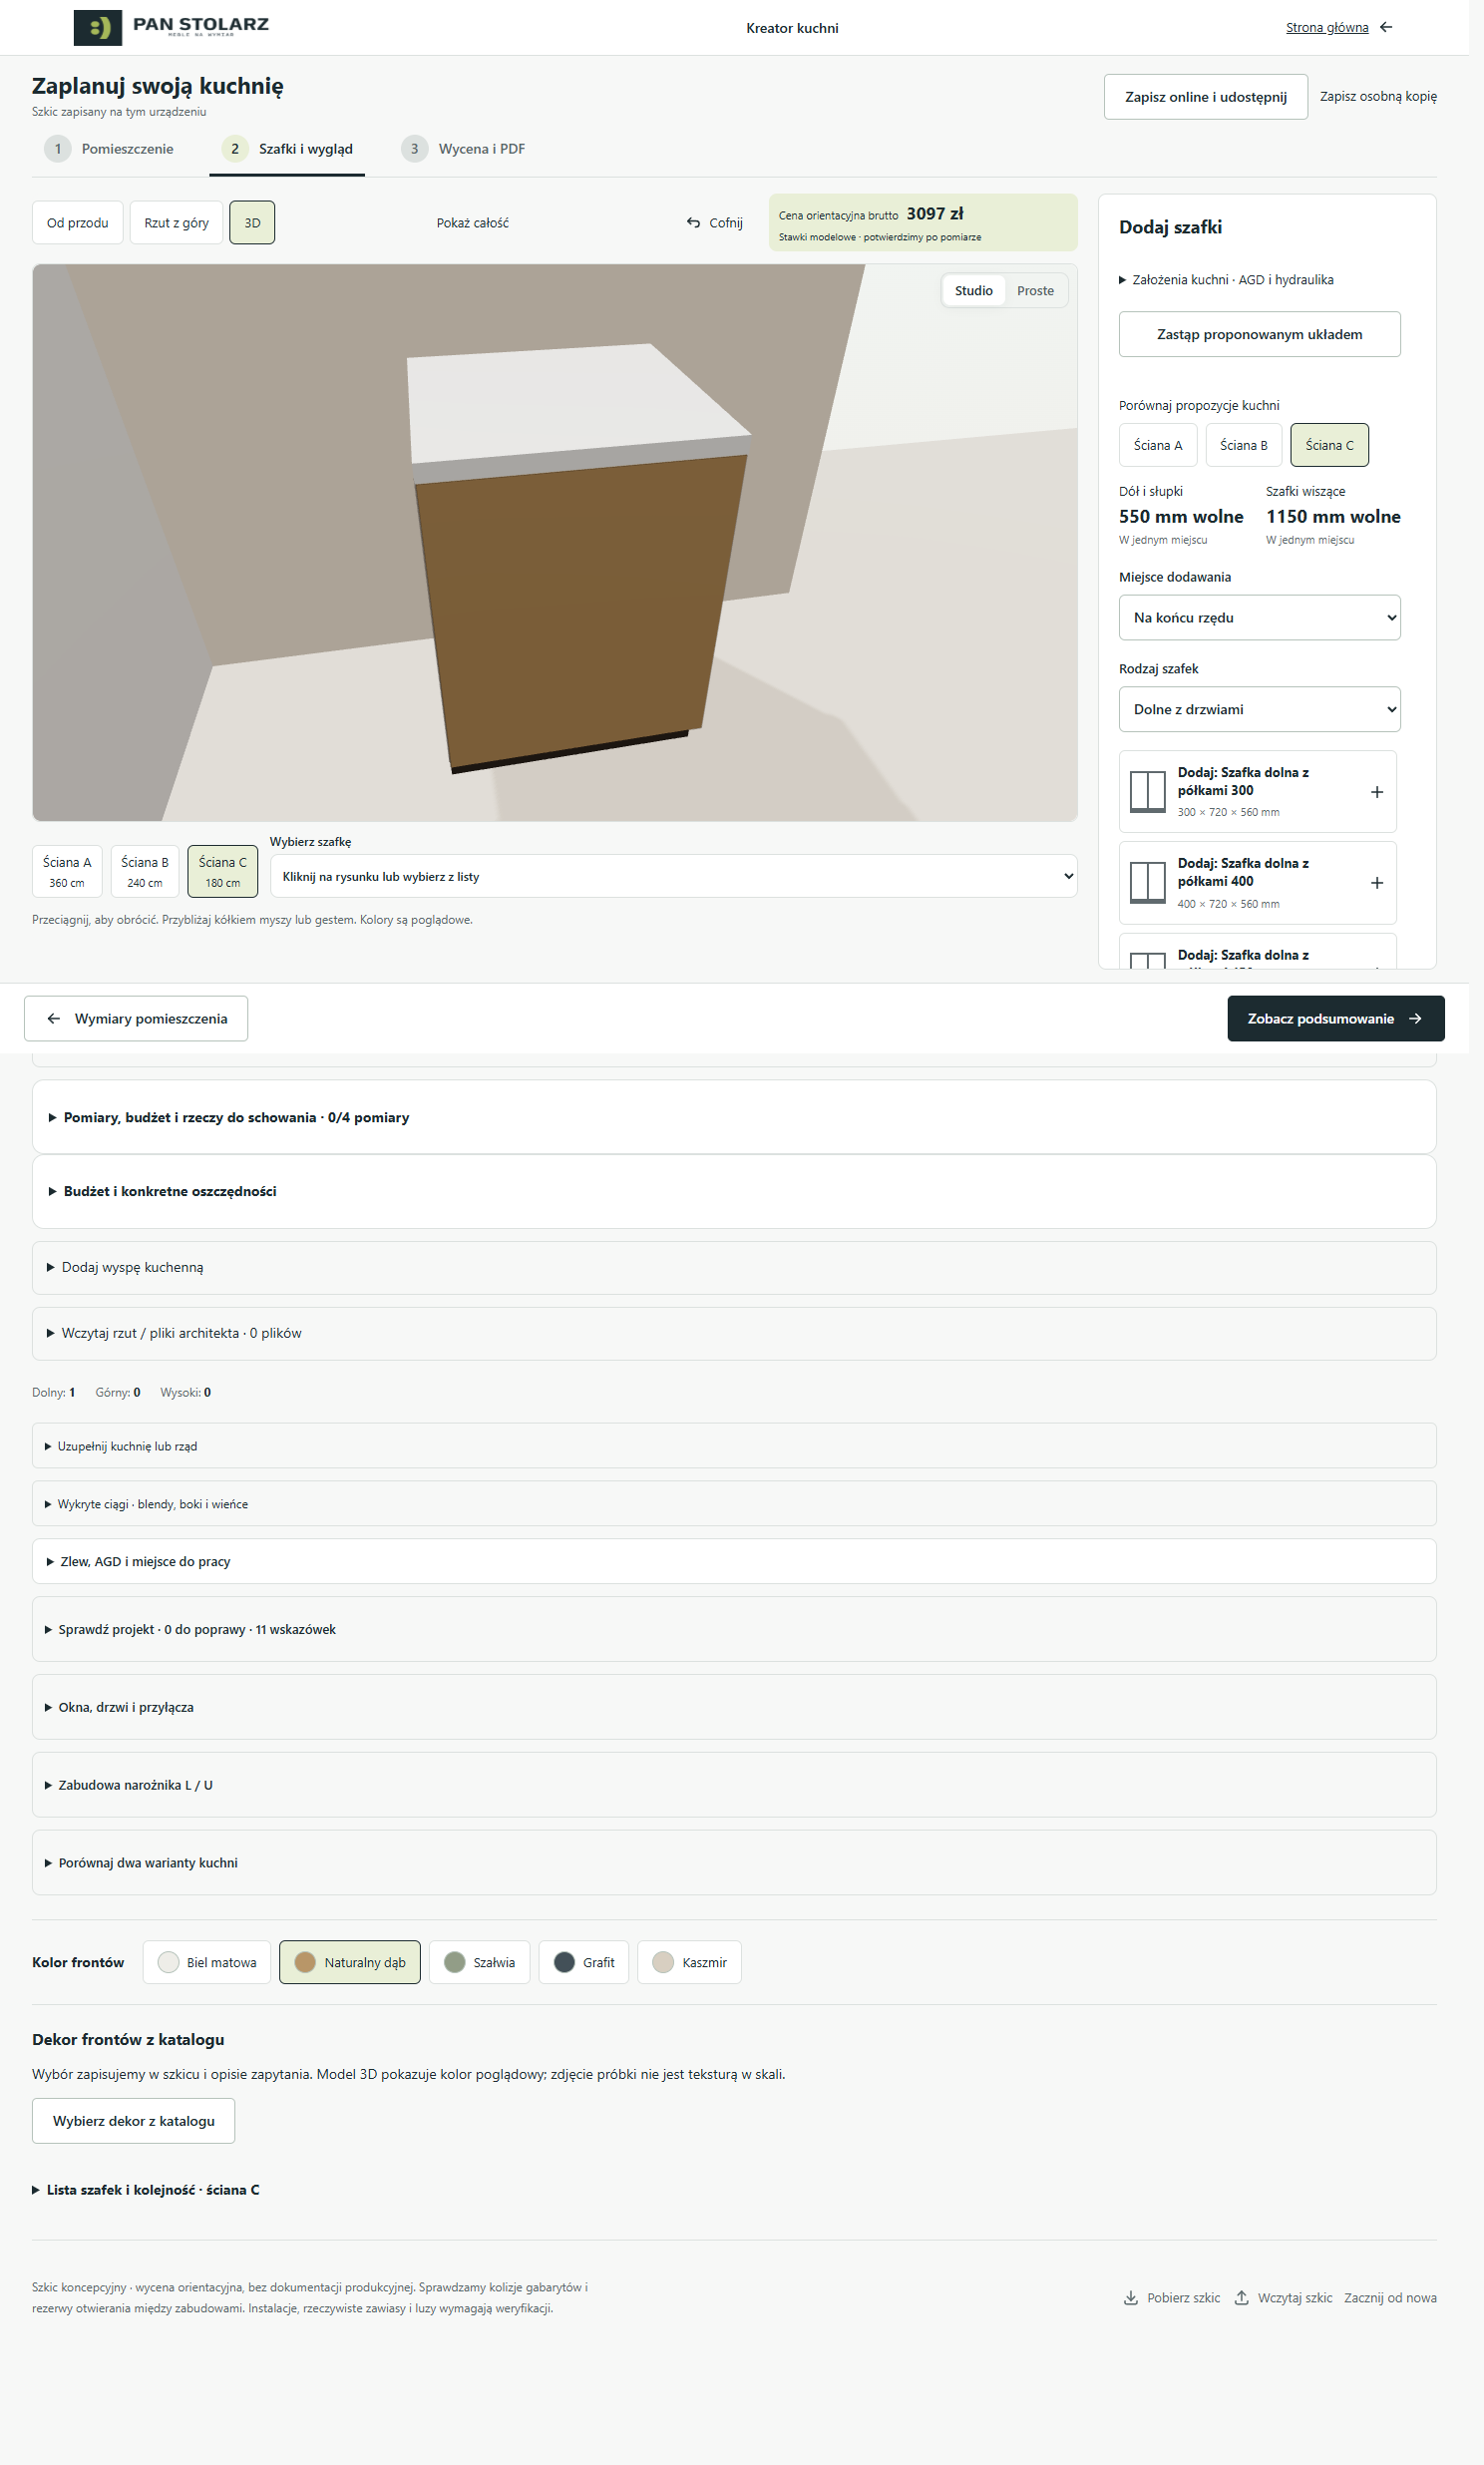 PAN STOLARZ
MEBLE NA WYMIAR
Kreator kuchni
Strona główna
Zaplanuj swoją kuchnię
Szkic zapisany na tym urządzeniu
Zapisz online i udostępnij
Zapisz osobną kopię
1 Pomieszczenie
2 Szafki i wygląd
3 Wycena i PDF
Od przodu
Rzut z góry
3D
Pokaż całość
Cofnij
Cena orientacyjna brutto 3097 zł
Stawki modelowe · potwierdzimy po pomiarze
Studio
Proste
Ściana A
360 cm
Ściana B
240 cm
Ściana C
180 cm
Wybierz szafkę
Kliknij na rysunku lub wybierz z listy
Przeciągnij, aby obrócić. Przybliżaj kółkiem myszy lub gestem. Kolory są poglądowe.
Dodaj szafki
Założenia kuchni · AGD i hydraulika
Zastąp proponowanym układem
Porównaj propozycje kuchni
Ściana A
Ściana B
Ściana C
Dół i słupki
550 mm wolne
W jednym miejscu
Szafki wiszące
1150 mm wolne
W jednym miejscu
Miejsce dodawania
Na końcu rzędu
Rodzaj szafek
Dolne z drzwiami
Dodaj: Szafka dolna z
półkami 300
300 × 720 × 560 mm
Dodaj: Szafka dolna z
półkami 400
400 × 720 × 560 mm
Dodaj: Szafka dolna z
Wymiary pomieszczenia
Zobacz podsumowanie
Pomiary, budżet i rzeczy do schowania · 0/4 pomiary
Budżet i konkretne oszczędności
Dodaj wyspę kuchenną
Wczytaj rzut / pliki architekta · 0 plików
Dolny: 1 Górny: 0 Wysoki: 0
Uzupełnij kuchnię lub rząd
Wykryte ciągi · blendy, boki i wieńce
Zlew, AGD i miejsce do pracy
Sprawdź projekt · 0 do poprawy · 11 wskazówek
Okna, drzwi i przyłącza
Zabudowa narożnika L / U
Porównaj dwa warianty kuchni
Kolor frontów
Biel matowa
Naturalny dąb
Szałwia
Grafit
Kaszmir
Dekor frontów z katalogu
Wybór zapisujemy w szkicu i opisie zapytania. Model 3D pokazuje kolor poglądowy; zdjęcie próbki nie jest teksturą w skali.
Wybierz dekor z katalogu
Lista szafek i kolejność · ściana C
Szkic koncepcyjny · wycena orientacyjna, bez dokumentacji produkcyjnej. Sprawdzamy kolizje gabarytów i
rezerwy otwierania między zabudowami. Instalacje, rzeczywiste zawiasy i luzy wymagają weryfikacji.
Pobierz szkic
Wczytaj szkic
Zacznij od nowa